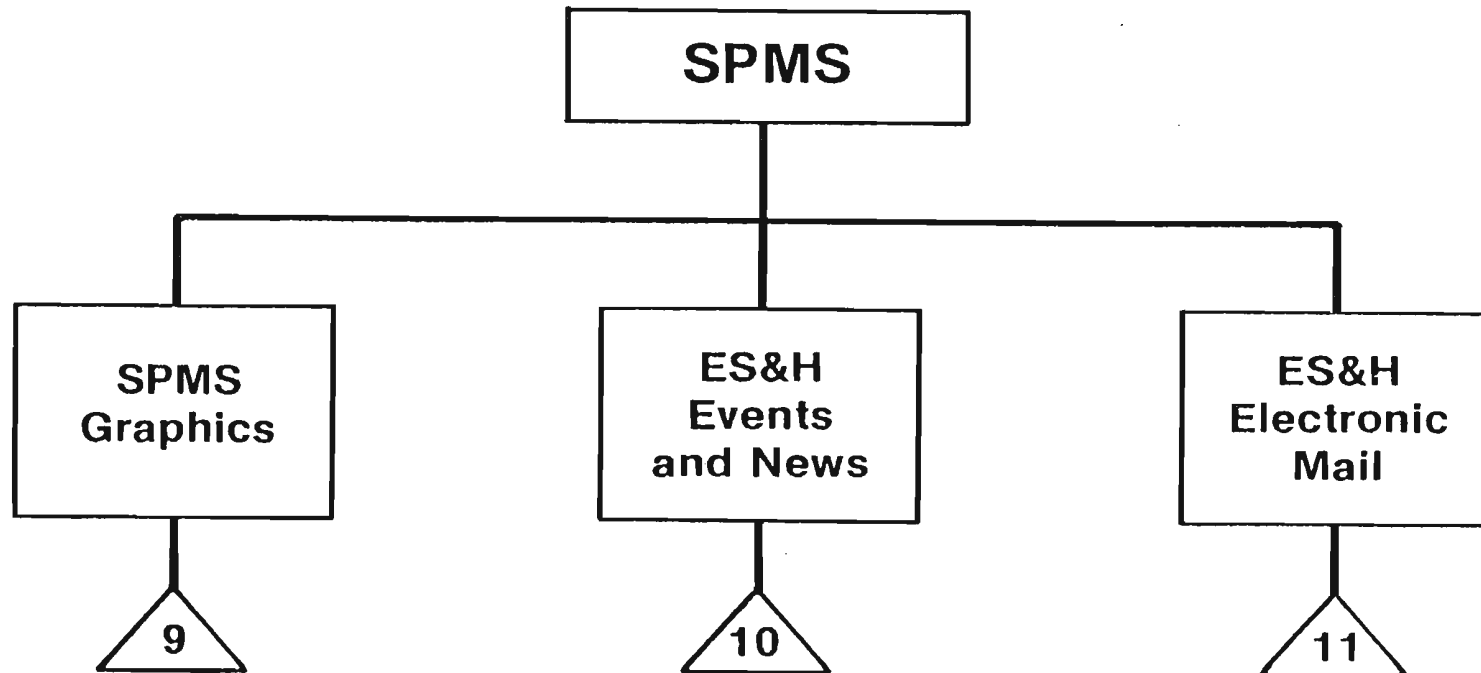 SPMS
SPMS
Graphics
ES&H
Events
and News
ES&H
Electronic
Mail
9
10
11